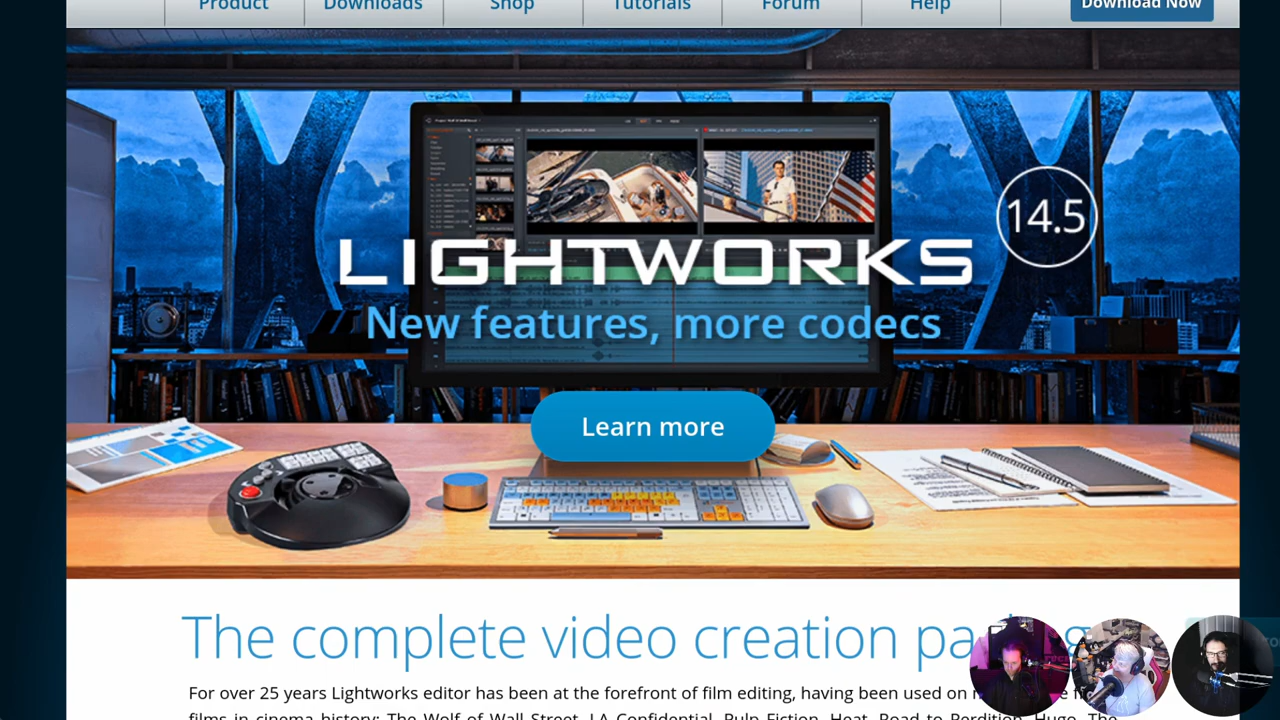 Product Downloads Shop Tutorials Forum Help Download Now
14.5
LIGHTWORKS
New features, more codecs
Learn more
The complete video creation
For over 25 years Lightworks editor has been at the forefront of film editing, having been used on
films in cinema history: The Wolf of Wall Street, LA Confidential, Pulp Fiction, Heat, Road to Perdition, Hugo, The